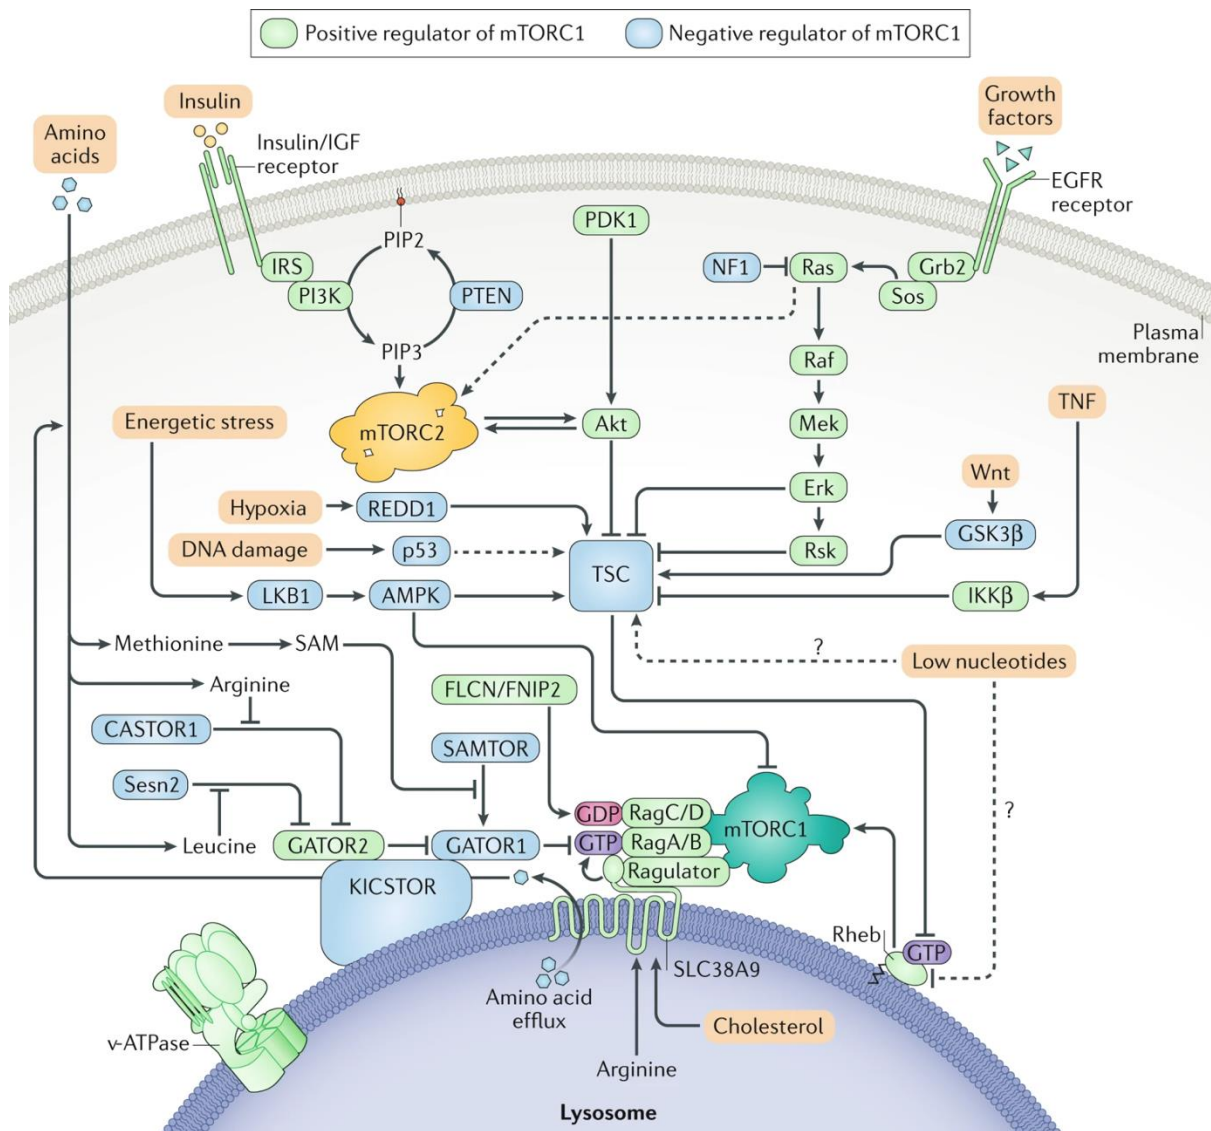 Positive regulator of mTORC1
Negative regulator of mTORC1
Insulin
Growth
factors
Amino
acids
Insulin/IGF
receptor
EGFR
receptor
PDK1
PIP2
NF1
Ras
Grb2
IRS
PI3K
PTEN
Sos
Plasma
membrane
PIP3
Raf
TNF
Energetic stress
mTORC2
Akt
Mek
Wnt
Erk
Hypoxia
REDD1
GSK3β
DNA damage
p53
Rsk
TSC
LKB1
AMPK
IKKβ
Methionine
SAM
?
Low nucleotides
Arginine
FLCN/FNIP2
CASTOR1
SAMTOR
Sesn2
?
GDP
RagC/D
mTORC1
Leucine
GATOR2
GATOR1
GTP
RagA/B
Ragulator
KICSTOR
Rheb
GTP
SLC38A9
Amino acid
efflux
Cholesterol
v-ATPase
Arginine
Lysosome